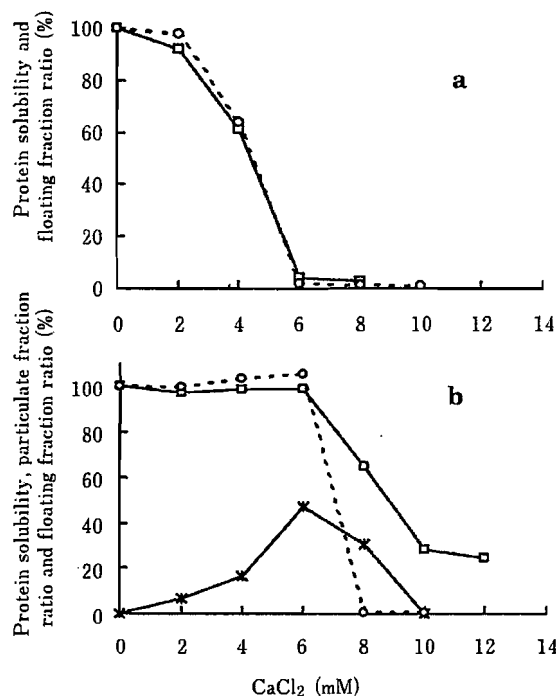 Protein solubility and
floating fraction ratio (%)
100
80
60
40
20
0
a
0 2 4 6 8 10 12 14
Protein solubility, particulate fraction
ratio and floating fraction ratio (%)
100
80
60
40
20
0
b
0 2 4 6 8 10 12 14
CaCl₂ (mM)